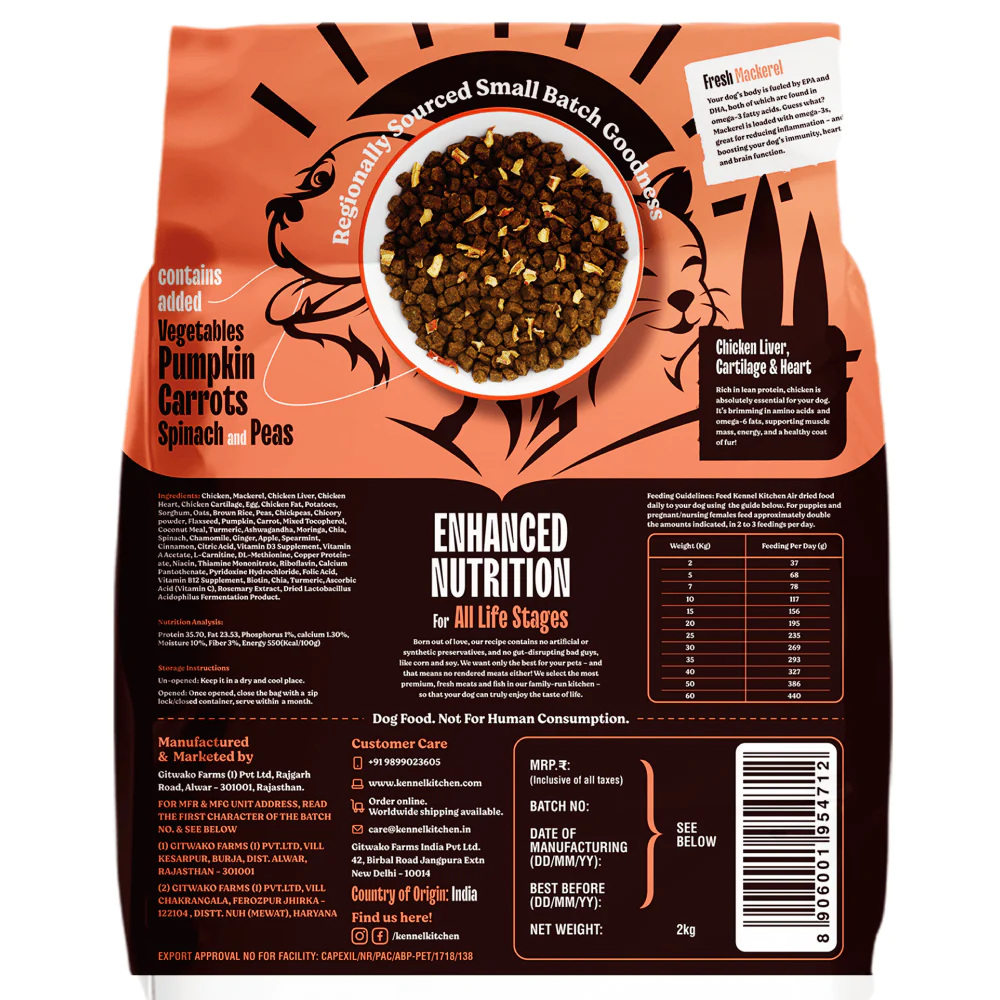 Regionally Sourced Small Batch Goodness
Fresh Mackerel
Your dog's body is fueled by EPA and
DHA, both of which are found in
omega-3 fatty acids. Guess what?
Mackerel is loaded with omega-3s,
great for reducing inflammation – and
boosting your dog's immunity, heart
and brain function.
contains
added
Vegetables
Pumpkin
Carrots
Spinach and Peas
Chicken Liver,
Cartilage & Heart
Rich in lean protein, chicken is
absolutely essential for your dog.
It's brimming in amino acids and
omega-6 fats, supporting muscle
mass, energy, and a healthy coat
of fur!
Ingredients: Chicken, Mackerel, Chicken Liver, Chicken
Heart, Chicken Cartilage, Egg, Chicken Fat, Potatoes,
Sorghum, Oats, Brown Rice, Peas, Chickpeas, Chicory
powder, Flaxseed, Pumpkin, Carrot, Mixed Tocopherol,
Coconut Meal, Turmeric, Ashwagandha, Moringa, Chia,
Spinach, Chamomile, Ginger, Apple, Spearmint,
Cinnamon, Citric Acid, Vitamin D3 Supplement, Vitamin
A Acetate, L-Carnitine, DL-Methionine, Copper Protein-
ate, Niacin, Thiamine Mononitrate, Riboflavin, Calcium
Pantothenate, Pyridoxine Hydrochloride, Folic Acid,
Vitamin B12 Supplement, Biotin, Chia, Turmeric, Ascorbic
Acid (Vitamin C), Rosemary Extract, Dried Lactobacillus
Acidophilus Fermentation Product.
Nutrition Analysis:
Protein 35.70, Fat 23.53, Phosphorus 1%, calcium 1.30%,
Moisture 10%, Fiber 3%, Energy 550(Kcal/100g)
Storage Instructions
Un-opened: Keep it in a dry and cool place.
Opened: Once opened, close the bag with a zip
lock/closed container, serve within a month.
ENHANCED
NUTRITION
For All Life Stages
Born out of love, our recipe contains no artificial or
synthetic preservatives, and no gut-disrupting bad guys,
like corn and soy. We want only the best for your pets – and
that means no rendered meats either! We select the most
premium, fresh meats and fish in our family-run kitchen –
so that your dog can truly enjoy the taste of life.
Feeding Guidelines: Feed Kennel Kitchen Air dried food
daily to your dog using the guide below. For puppies and
pregnant/nursing females feed approximately double
the amounts indicated, in 2 to 3 feedings per day.
Weight (Kg) Feeding Per Day (g)
2 37
5 68
7 78
10 117
15 156
20 195
25 235
30 269
35 293
40 327
50 386
60 440
Dog Food. Not For Human Consumption.
Manufactured
& Marketed by
Gitwako Farms (I) Pvt Ltd, Rajgarh
Road, Alwar – 301001, Rajasthan.
FOR MFR & MFG UNIT ADDRESS, READ
THE FIRST CHARACTER OF THE BATCH
NO. & SEE BELOW
(1) GITWAKO FARMS (I) PVT.LTD, VILL
KESARPUR, BURJA, DIST. ALWAR,
RAJASTHAN – 301001
(2) GITWAKO FARMS (I) PVT.LTD, VILL
CHAKRANGALA, FEROZPUR JHIRKA –
122104 , DISTT. NUH (MEWAT), HARYANA
EXPORT APPROVAL NO FOR FACILITY: CAPEXIL/NR/PAC/ABP-PET/1718/138
Customer Care
+91 9899023605
www.kennelkitchen.com
Order online.
Worldwide shipping available.
care@kennelkitchen.in
Gitwako Farms India Pvt Ltd.
42, Birbal Road Jangpura Extn
New Delhi – 10014
Country of Origin: India
Find us here!
/kennelkitchen
MRP.₹:
(Inclusive of all taxes)
BATCH NO:
DATE OF
MANUFACTURING
(DD/MM/YY):
BEST BEFORE
(DD/MM/YY):
SEE
BELOW
NET WEIGHT: 2kg
8 906001 954712